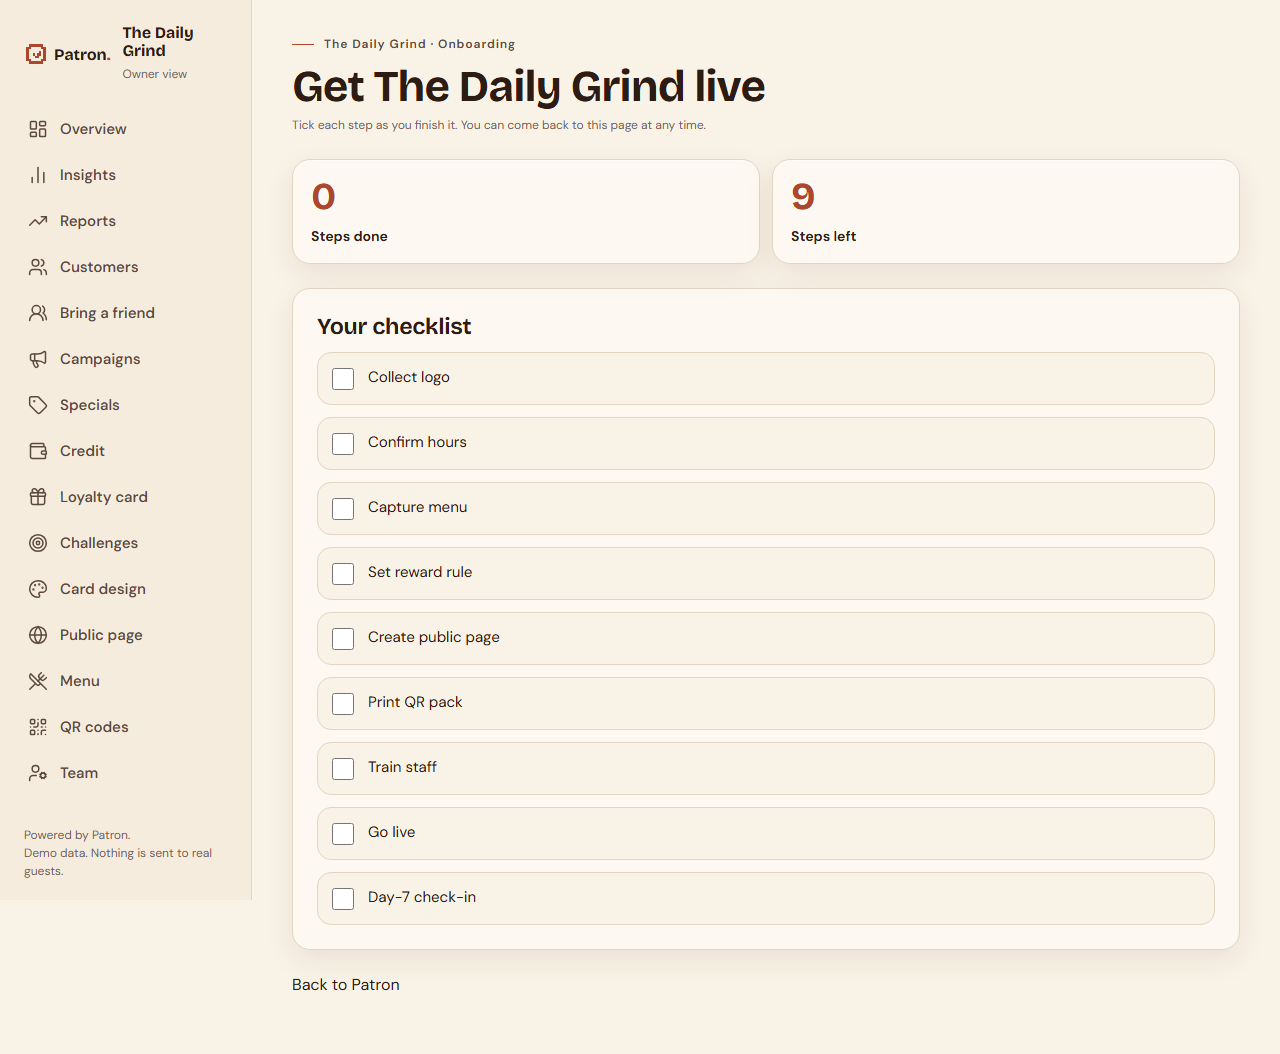 Patron.
The Daily
Grind
Owner view
Overview
Insights
Reports
Customers
Bring a friend
Campaigns
Specials
Credit
Loyalty card
Challenges
Card design
Public page
Menu
QR codes
Team
Powered by Patron.
Demo data. Nothing is sent to real
guests.
The Daily Grind · Onboarding
Get The Daily Grind live
Tick each step as you finish it. You can come back to this page at any time.
0
Steps done
9
Steps left
Your checklist
Collect logo
Confirm hours
Capture menu
Set reward rule
Create public page
Print QR pack
Train staff
Go live
Day-7 check-in
Back to Patron